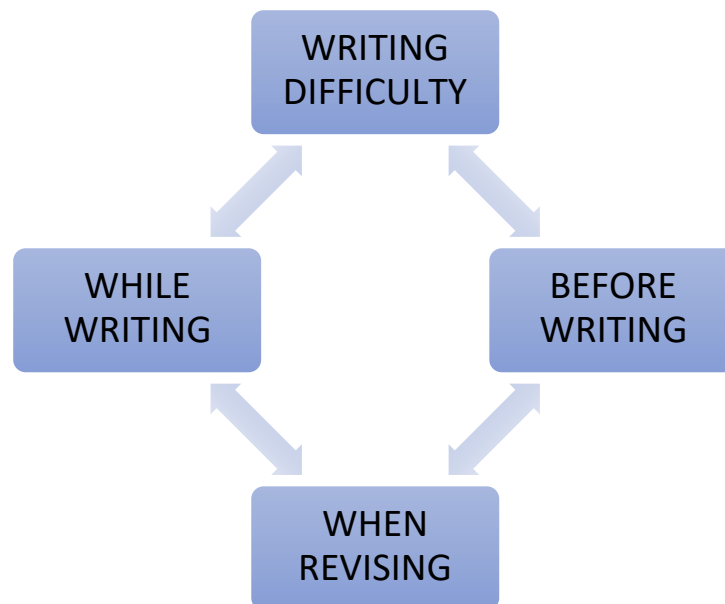 WRITING
DIFFICULTY
WHILE
WRITING
BEFORE
WRITING
WHEN
REVISING